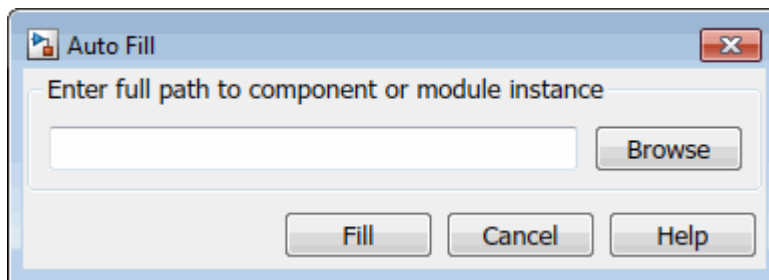 Auto Fill
Enter full path to component or module instance
Browse
Fill Cancel Help